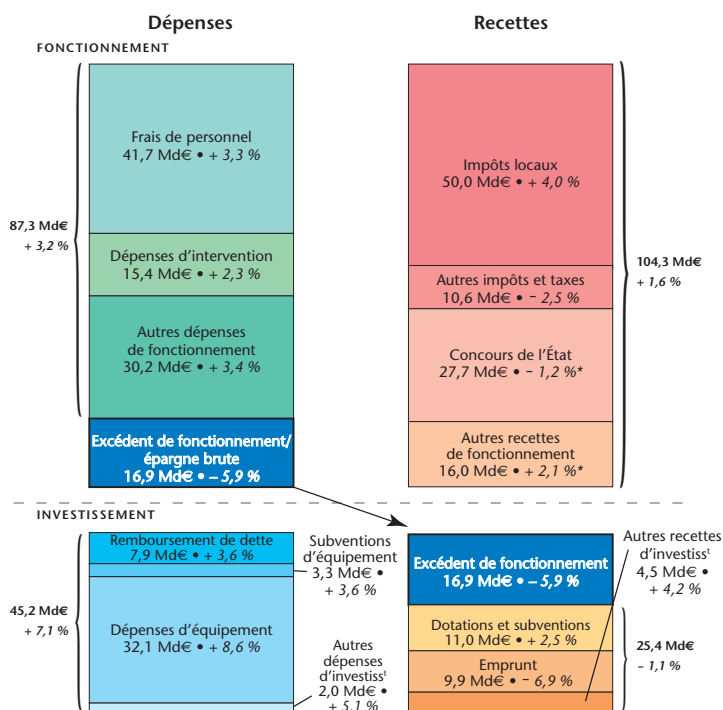 Dépenses
Recettes
FONCTIONNEMENT
Frais de personnel
41,7 Md€ • + 3,3 %
Dépenses d'intervention
15,4 Md€ • + 2,3 %
Autres dépenses
de fonctionnement
30,2 Md€ • + 3,4 %
87,3 Md€
+ 3,2 %
Excédent de fonctionnement/
épargne brute
16,9 Md€ • – 5,9 %
Impôts locaux
50,0 Md€ • + 4,0 %
Autres impôts et taxes
10,6 Md€ • – 2,5 %
Concours de l'État
27,7 Md€ • – 1,2 %*
Autres recettes
de fonctionnement
16,0 Md€ • + 2,1 %*
104,3 Md€
+ 1,6 %
INVESTISSEMENT
Remboursement de dette
7,9 Md€ • + 3,6 %
Subventions
d'équipement
3,3 Md€ •
+ 3,6 %
Dépenses d'équipement
32,1 Md€ • + 8,6 %
45,2 Md€
+ 7,1 %
Autres
dépenses
d'investissᵗ
2,0 Md€ •
+ 5,1 %
Excédent de fonctionnement
16,9 Md€ • – 5,9 %
Autres recettes
d'investissᵗ
4,5 Md€ •
+ 4,2 %
Dotations et subventions
11,0 Md€ • + 2,5 %
Emprunt
9,9 Md€ • – 6,9 %
25,4 Md€
– 1,1 %